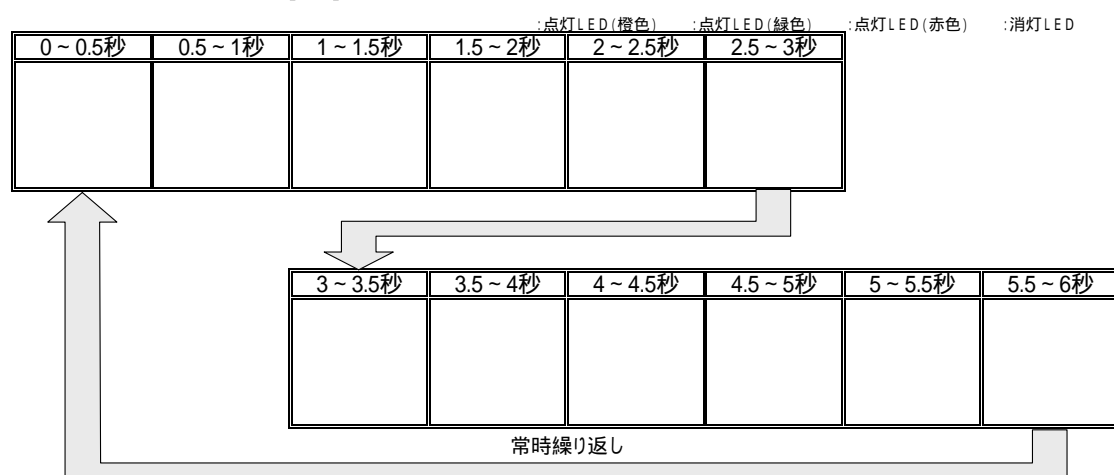 :点灯LED(橙色) :点灯LED(緑色) :点灯LED(赤色) :消灯LED
0~0.5秒 0.5~1秒 1~1.5秒 1.5~2秒 2~2.5秒 2.5~3秒
3~3.5秒 3.5~4秒 4~4.5秒 4.5~5秒 5~5.5秒 5.5~6秒
常時繰り返し